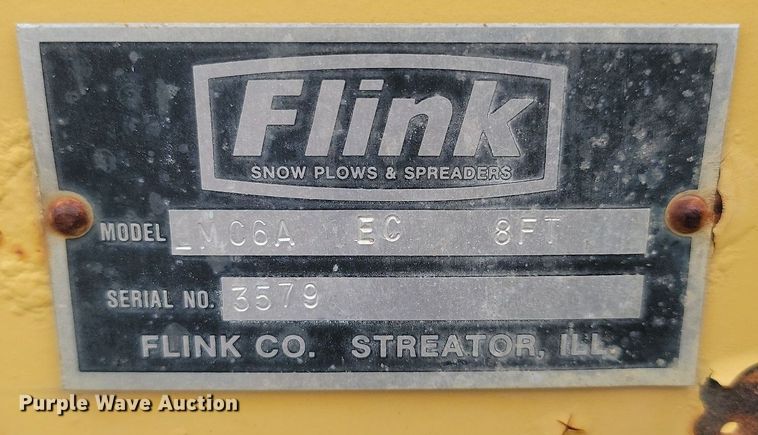 Flink
SNOW PLOWS & SPREADERS
MODEL LMC6A EC 8FT
SERIAL NO. 3579
FLINK CO. STREATOR, ILL.
Purple Wave Auction